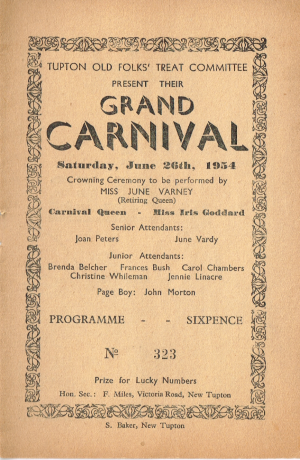 TUPTON OLD FOLKS' TREAT COMMITTEE
PRESENT THEIR
GRAND
CARNIVAL
Saturday, June 26th, 1954
Crowning Ceremony to be performed by
MISS JUNE VARNEY
(Retiring Queen)
Carnival Queen - Miss Iris Goddard
Senior Attendants:
Joan Peters June Vardy
Junior Attendants:
Brenda Belcher Frances Bush Carol Chambers
Christine Whileman Jennie Linacre
Page Boy: John Morton
PROGRAMME - - SIXPENCE
No 323
Prize for Lucky Numbers
Hon. Sec.: F. Miles, Victoria Road, New Tupton
S. Baker, New Tupton